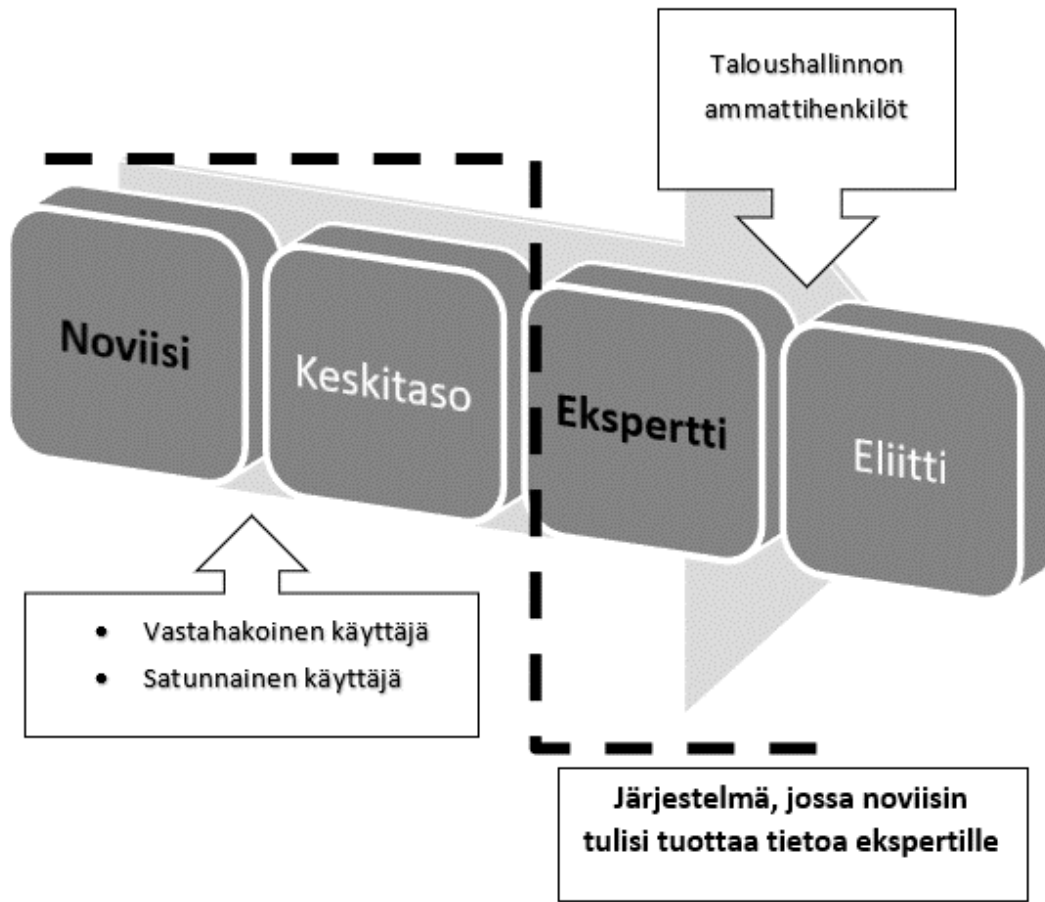 Taloushallinnon
ammattihenkilöt
Noviisi
Keskitaso
Ekspertti
Eliitti
• Vastahakoinen käyttäjä
• Satunnainen käyttäjä
Järjestelmä, jossa noviisin
tulisi tuottaa tietoa ekspertille